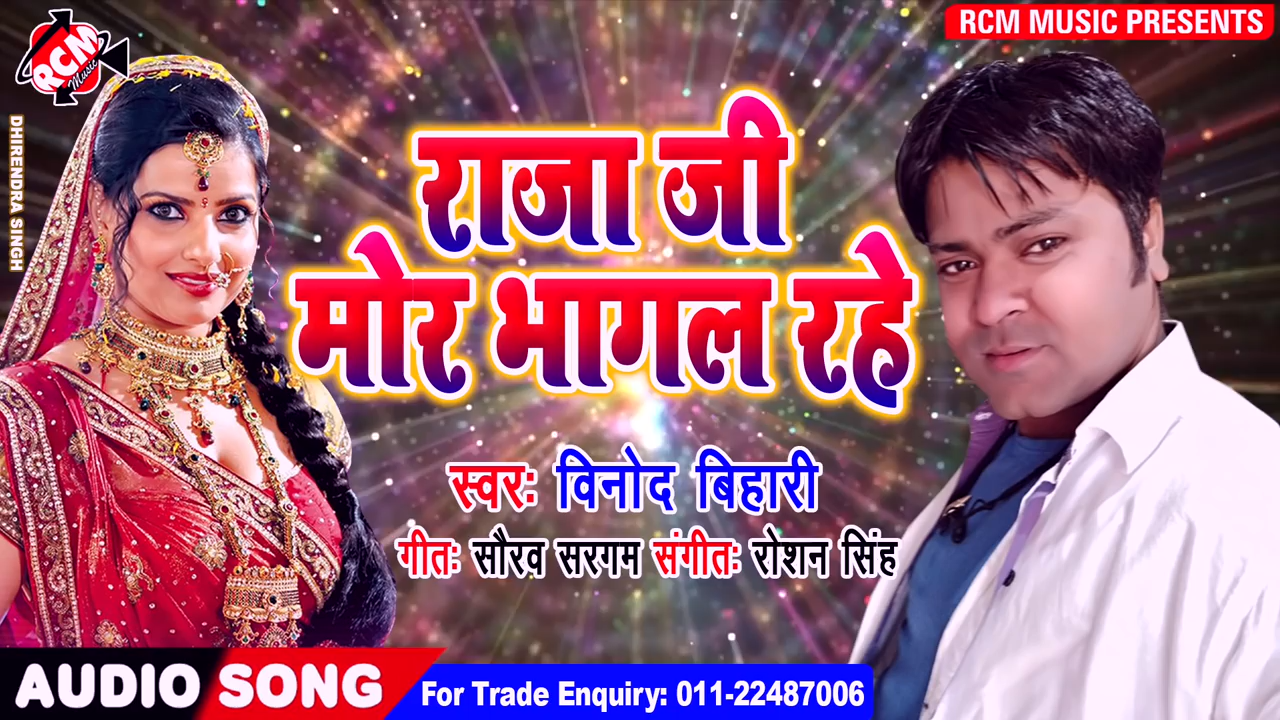 RCM
Music
RCM MUSIC PRESENTS
DHIRENDRA SINGH
राजा जी
मोर भागल रहे
स्वरः विनोद बिहारी
गीतः सौरव सरगम संगीतः रोशन सिंह
AUDIO SONG
For Trade Enquiry: 011-22487006